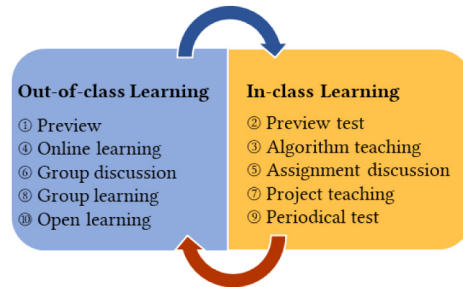 Out-of-class Learning
① Preview
④ Online learning
⑥ Group discussion
⑧ Group learning
⑩ Open learning
In-class Learning
② Preview test
③ Algorithm teaching
⑤ Assignment discussion
⑦ Project teaching
⑨ Periodical test